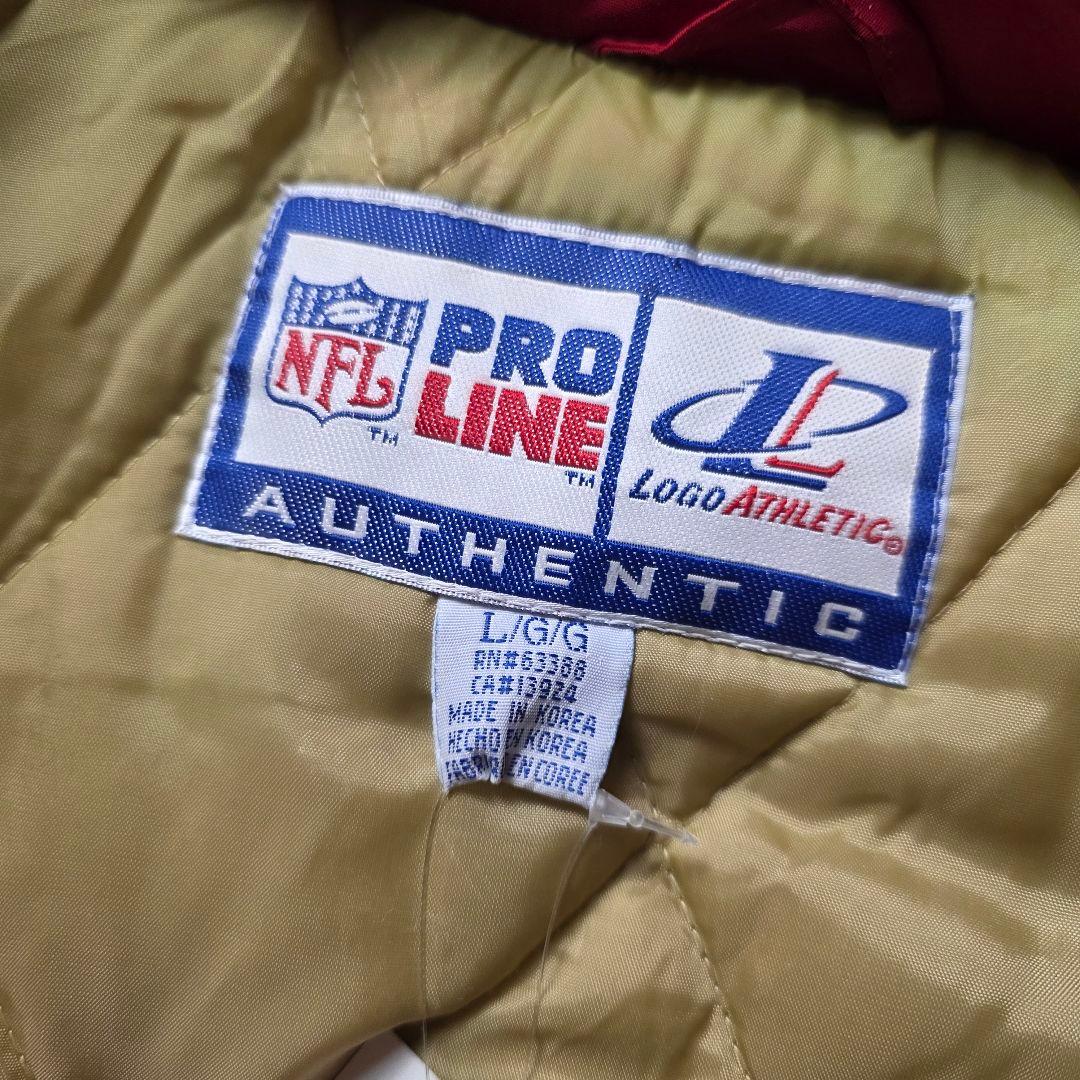 NFL
TM
PRO
LINE
TM
LOGO ATHLETIC
AUTHENTIC
L/G/G
RN#63388
CA#13924
MADE IN KOREA
HECHO EN KOREA
EN COREE